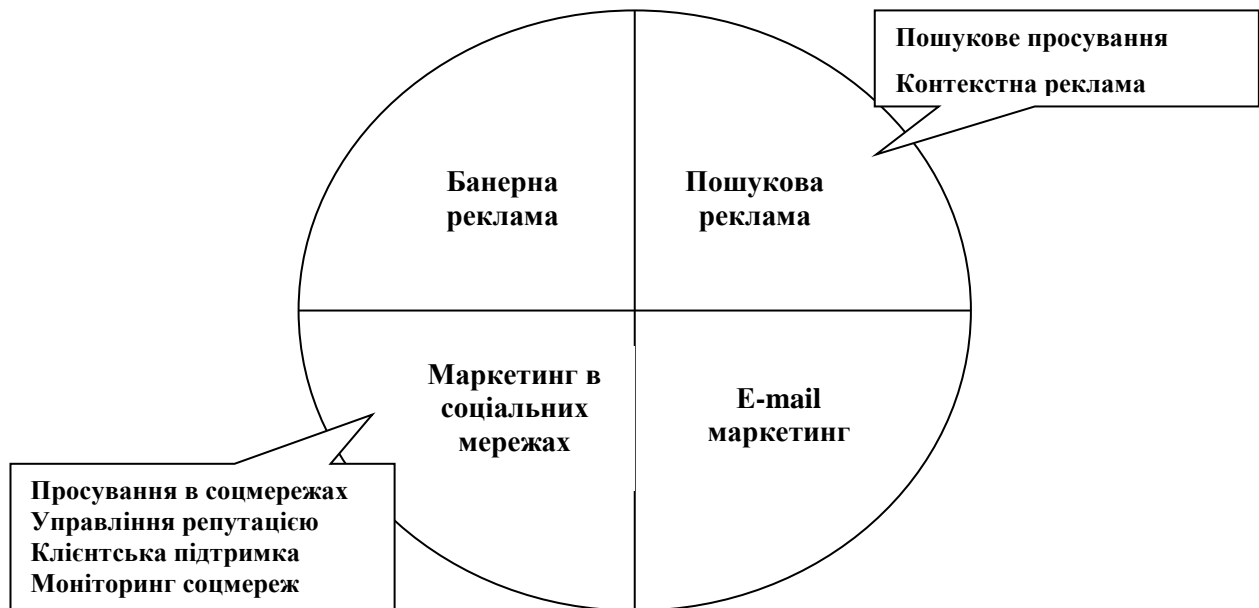 Пошукове просування
Контекстна реклама
Банерна
реклама
Пошукова
реклама
Маркетинг в
соціальних
мережах
E-mail
маркетинг
Просування в соцмережах
Управління репутацією
Клієнтська підтримка
Моніторинг соцмереж